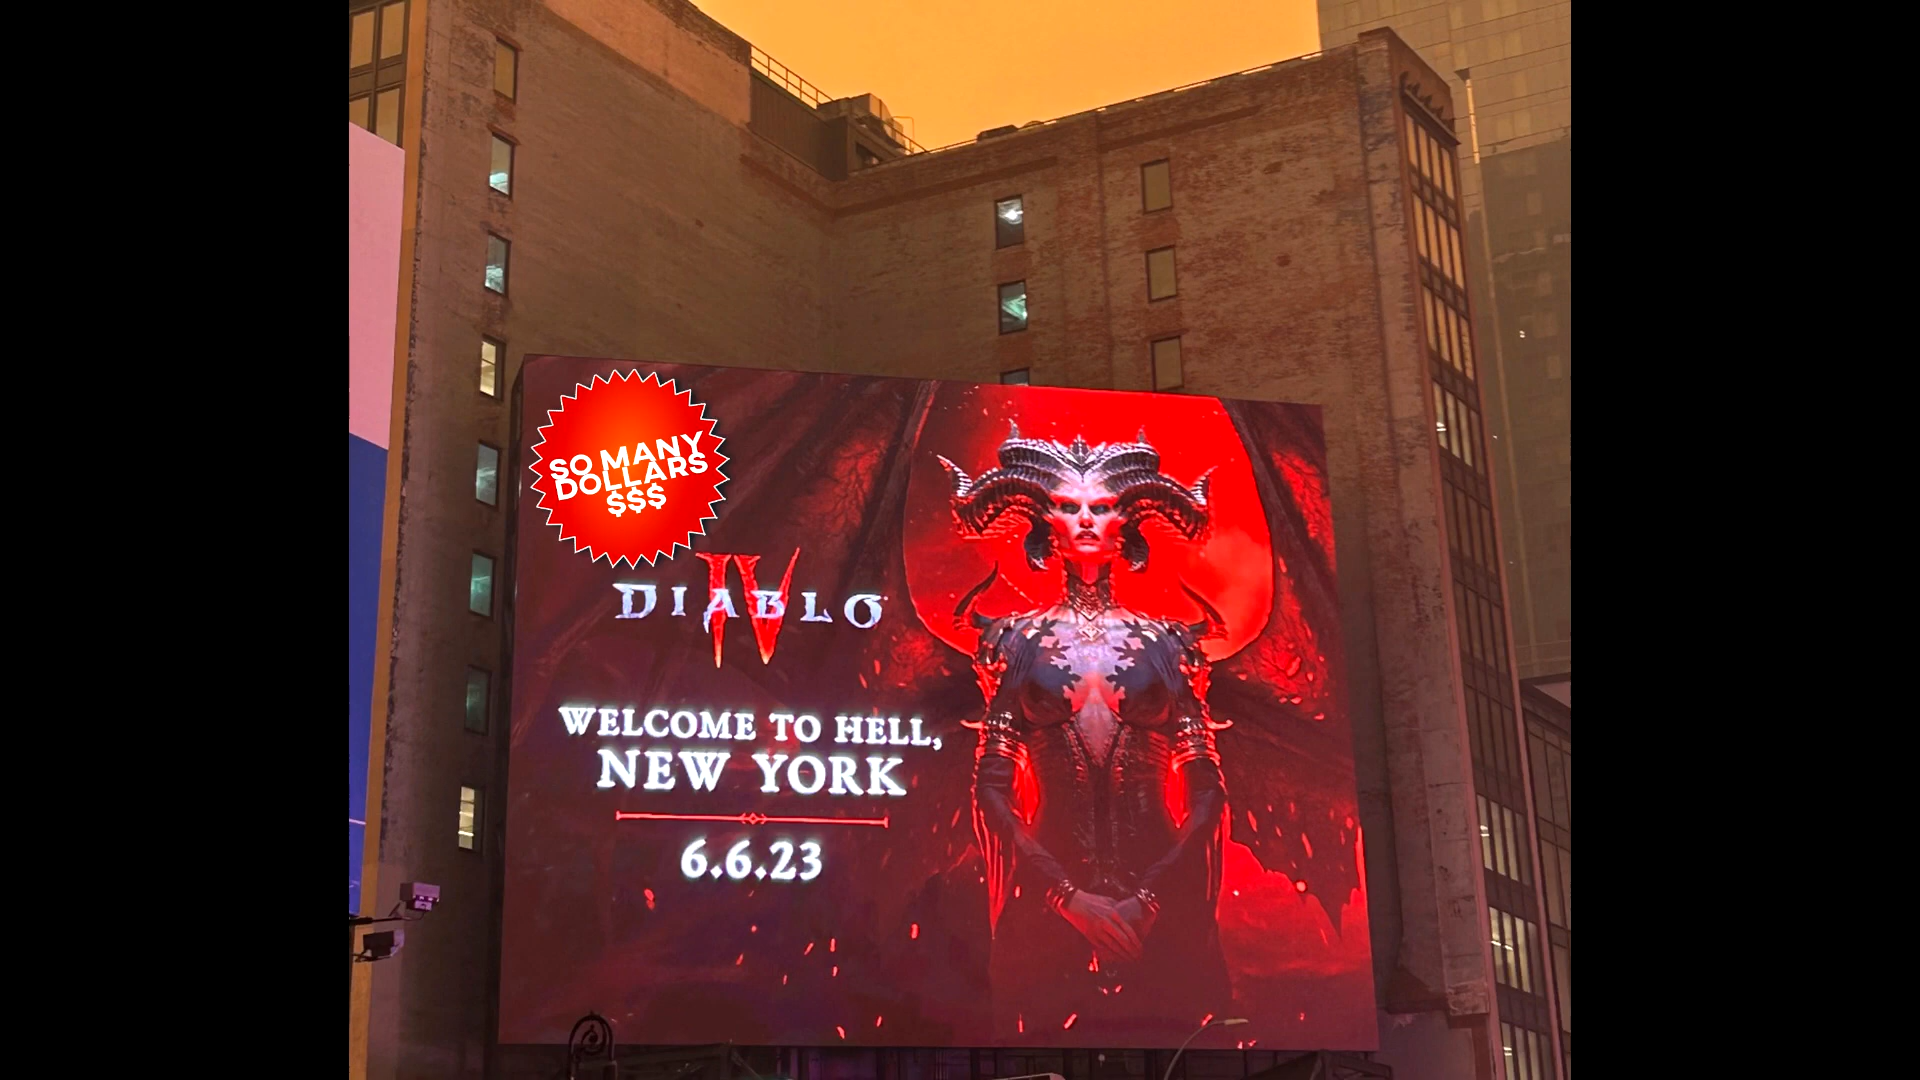 SO MANY
DOLLARS
$$$
IV
DIABLO
WELCOME TO HELL,
NEW YORK
6.6.23